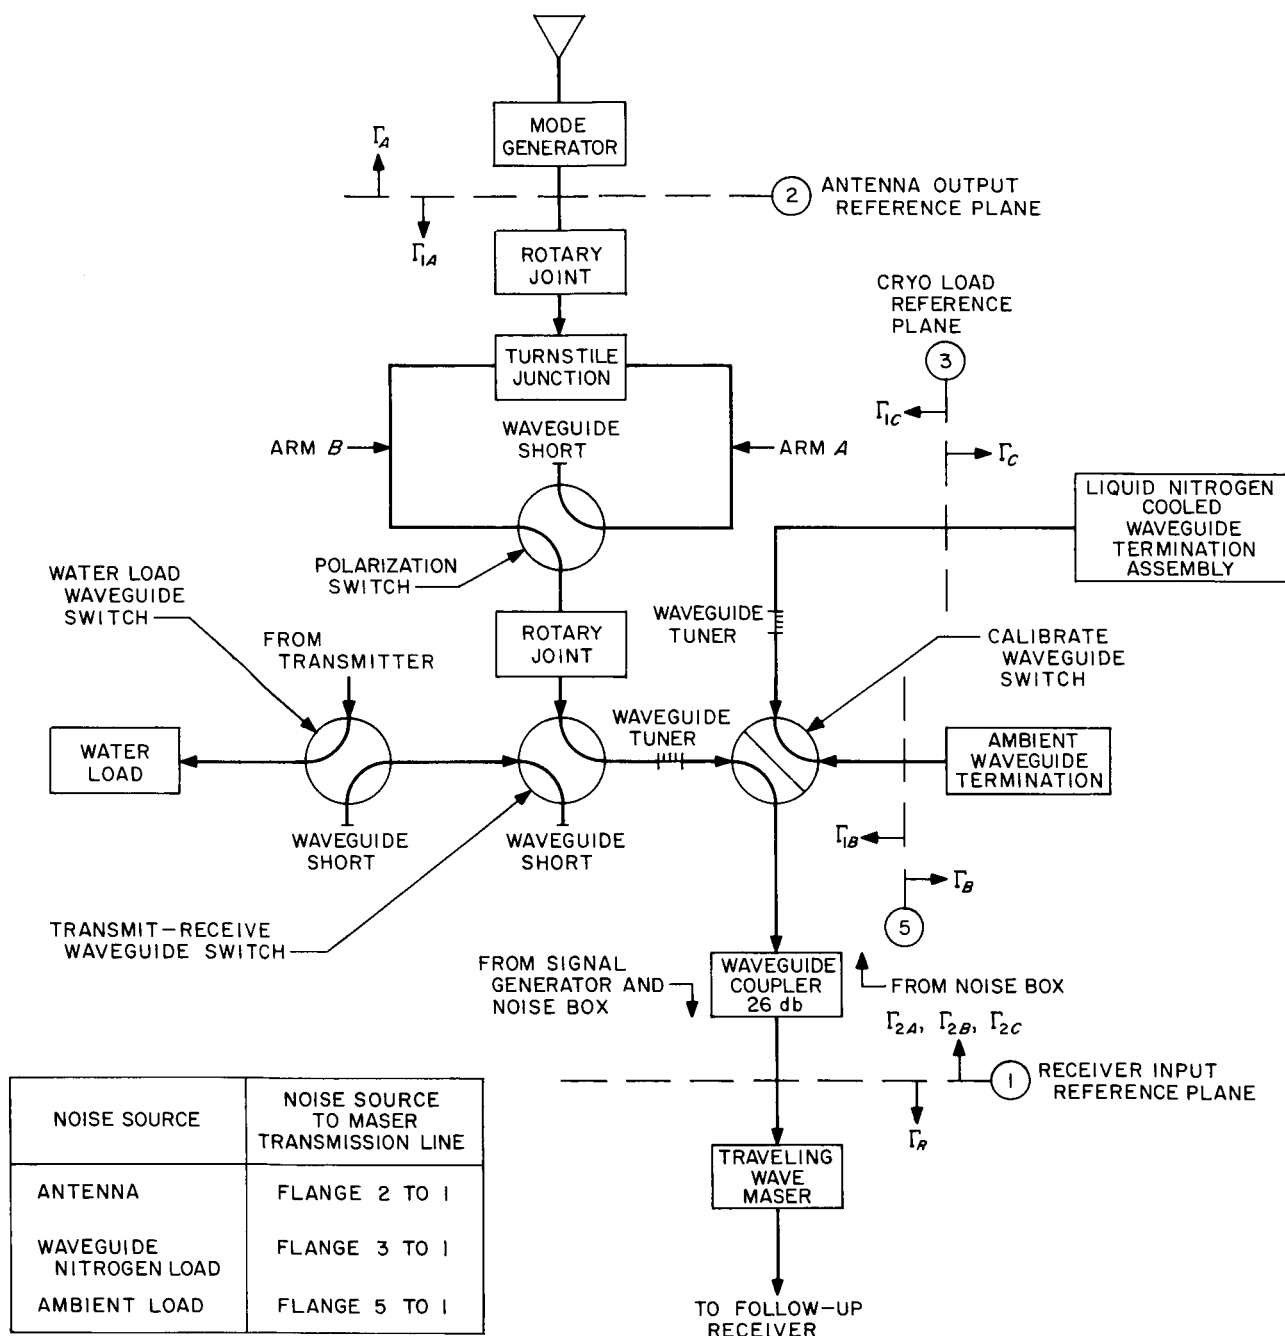 MODE
GENERATOR
Γ_A
2
ANTENNA OUTPUT
REFERENCE PLANE
Γ_1A
ROTARY
JOINT
CRYO LOAD
REFERENCE
PLANE
3
TURNSTILE
JUNCTION
Γ_1C
Γ_C
ARM B
WAVEGUIDE
SHORT
ARM A
LIQUID NITROGEN
COOLED
WAVEGUIDE
TERMINATION
ASSEMBLY
POLARIZATION
SWITCH
WATER LOAD
WAVEGUIDE
SWITCH
WAVEGUIDE
TUNER
FROM
TRANSMITTER
ROTARY
JOINT
CALIBRATE
WAVEGUIDE
SWITCH
WAVEGUIDE
TUNER
WATER
LOAD
AMBIENT
WAVEGUIDE
TERMINATION
WAVEGUIDE
SHORT
WAVEGUIDE
SHORT
Γ_1B
Γ_B
5
TRANSMIT–RECEIVE
WAVEGUIDE SWITCH
FROM SIGNAL
GENERATOR AND
NOISE BOX
WAVEGUIDE
COUPLER
26 db
FROM NOISE BOX
Γ_2A, Γ_2B, Γ_2C
1
RECEIVER INPUT
REFERENCE PLANE
Γ_R
TRAVELING
WAVE
MASER
TO FOLLOW-UP
RECEIVER
NOISE SOURCE
NOISE SOURCE
TO MASER
TRANSMISSION LINE
ANTENNA
FLANGE 2 TO 1
WAVEGUIDE
NITROGEN LOAD
FLANGE 3 TO 1
AMBIENT LOAD
FLANGE 5 TO 1